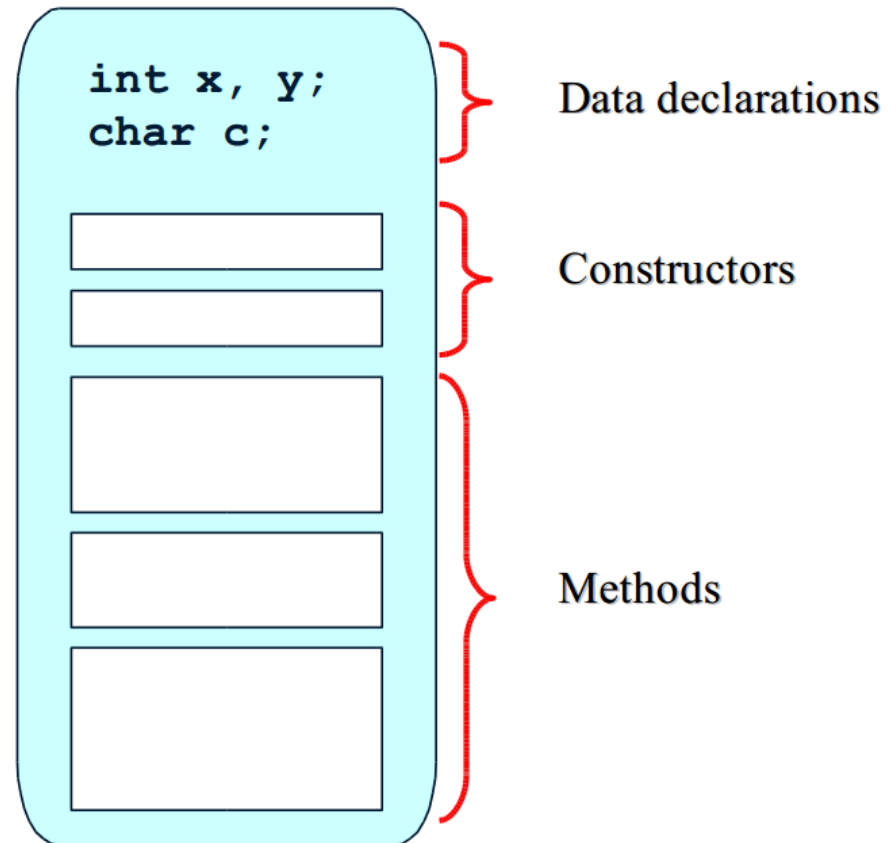 int x, y;
char c;
Data declarations
Constructors
Methods